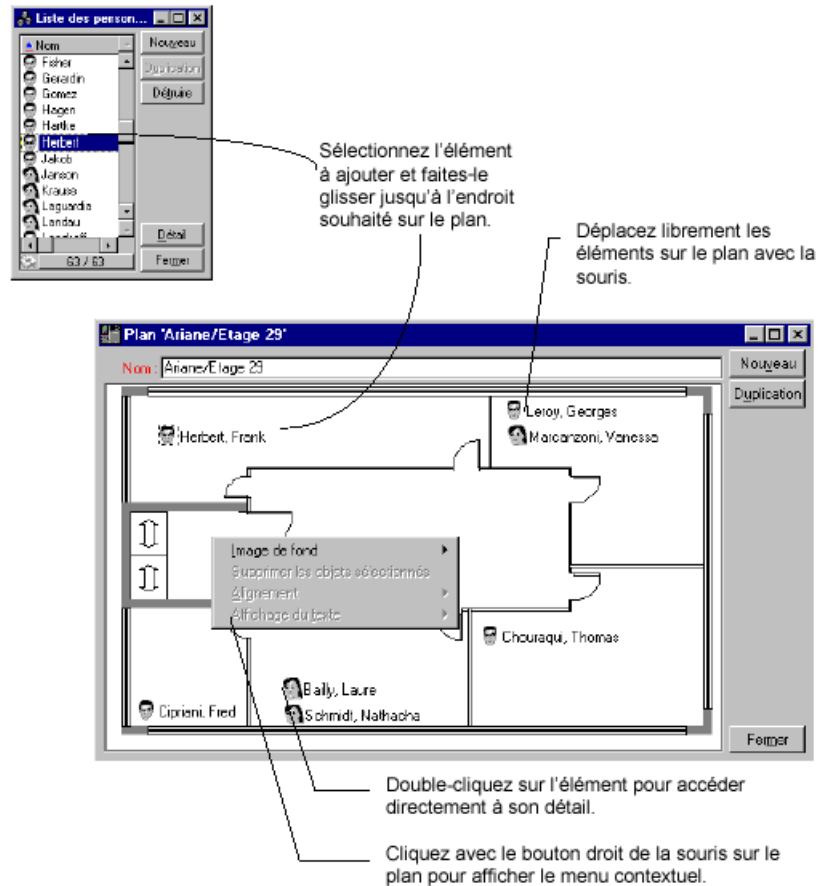 Liste des person...
Nom
Fisher
Gerardin
Gomez
Hagen
Hartke
Herbert
Jakob
Janson
Krause
Laguardia
Landau
63 / 63
Nouveau
Duplication
Détruire
Détail
Fermer
Sélectionnez l'élément
à ajouter et faites-le
glisser jusqu'à l'endroit
souhaité sur le plan.
Déplacez librement les
éléments sur le plan avec la
souris.
Plan "Ariane/Etage 29"
Nom : Ariane/Etage 29
Nouveau
Duplication
Herbert, Frank
Leroy, Georges
Marcanzoni, Vanessa
Image de fond
Supprimer les objets sélectionnés
Alignement
Affichage du texte
Chouraqui, Thomas
Bailly, Laure
Cipriani, Fred
Schmidt, Nathacha
Fermer
Double-cliquez sur l'élément pour accéder
directement à son détail.
Cliquez avec le bouton droit de la souris sur le
plan pour afficher le menu contextuel.